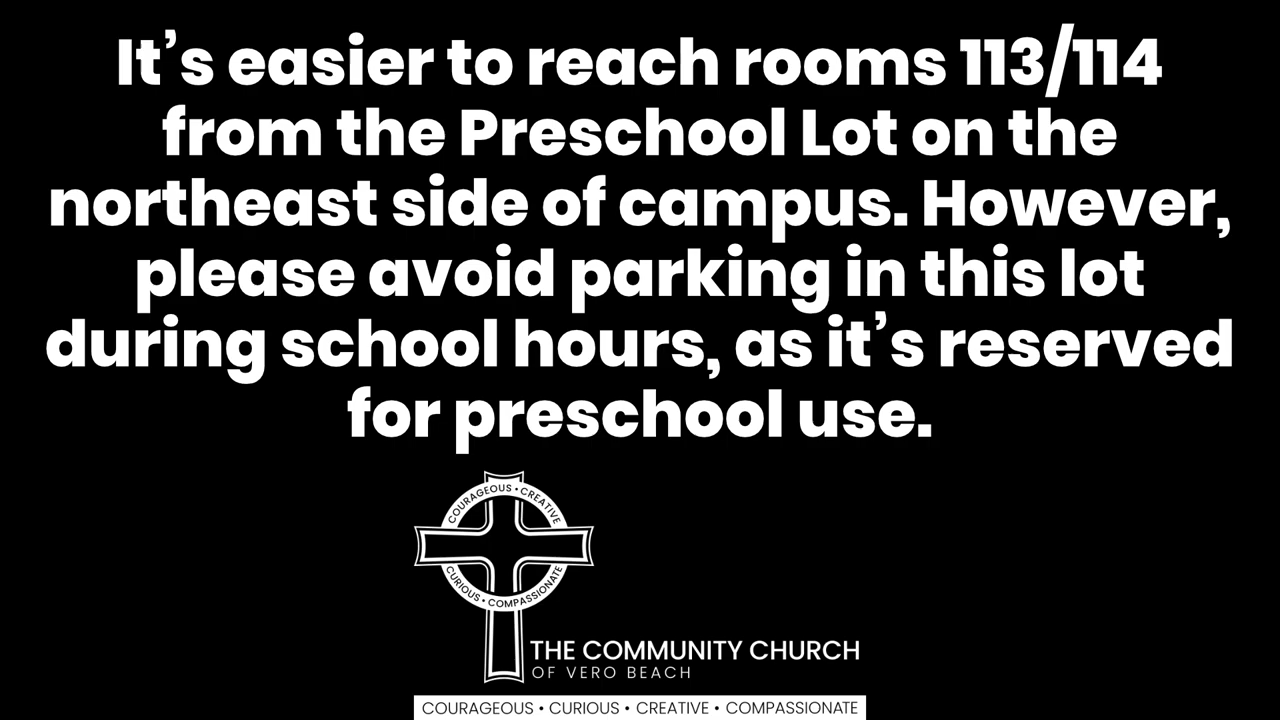 It’s easier to reach rooms 113/114
from the Preschool Lot on the
northeast side of campus. However,
please avoid parking in this lot
during school hours, as it’s reserved
for preschool use.
COURAGEOUS • CREATIVE
CURIOUS • COMPASSIONATE
THE COMMUNITY CHURCH
OF VERO BEACH
COURAGEOUS • CURIOUS • CREATIVE • COMPASSIONATE